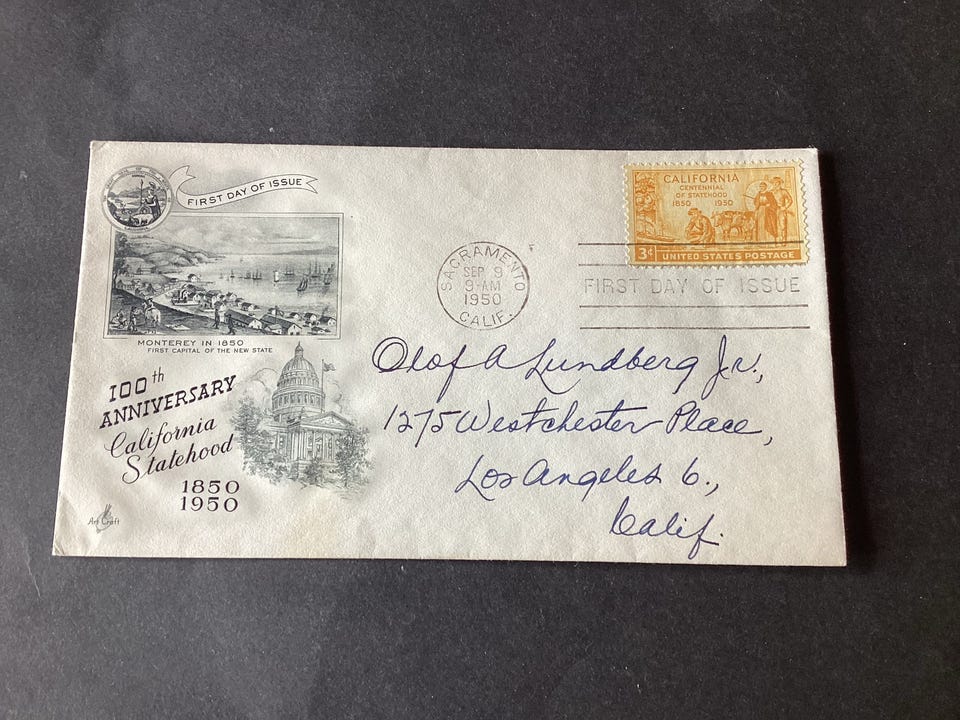 FIRST DAY OF ISSUE
MONTEREY IN 1850
FIRST CAPITAL OF THE NEW STATE
100th
ANNIVERSARY
California
Statehood
1850
1950
Art Craft
SACRAMENTO
SEP 9
9-AM
1950
CALIF.
CALIFORNIA
CENTENNIAL
OF STATEHOOD
1850 1950
3¢ UNITED STATES POSTAGE
FIRST DAY OF ISSUE
Olof A Lundberg Jr.,
1275 Westchester Place,
Los Angeles 6.,
Calif.